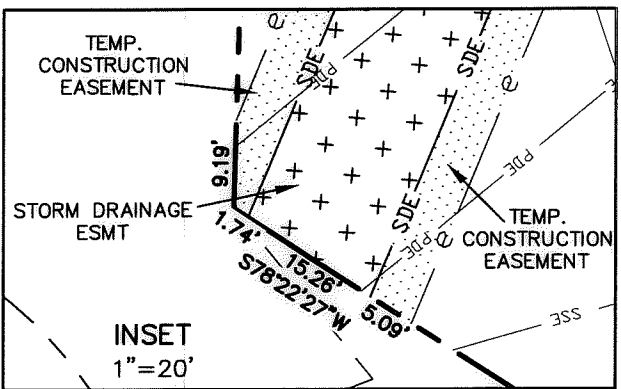 TEMP.
CONSTRUCTION
EASEMENT
SDE
PDE
SDE
e
e
9.19'
PDE
STORM DRAINAGE
ESMT
SDE
PDE
e
TEMP.
CONSTRUCTION
EASEMENT
1.74'
15.26'
S78°22'27"W
5.09'
SSE
INSET
1"=20'